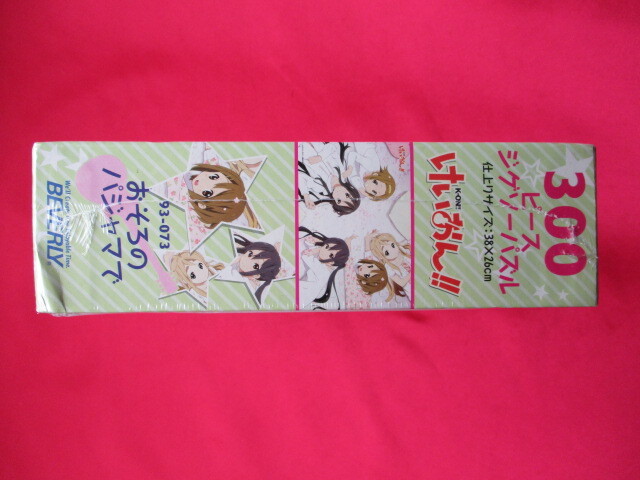 300
ピース
ジグソーパズル
仕上りサイズ:38×26cm
K-ON!
けいおん!!
93-073
おそろの
パジャマで
BEVERLY